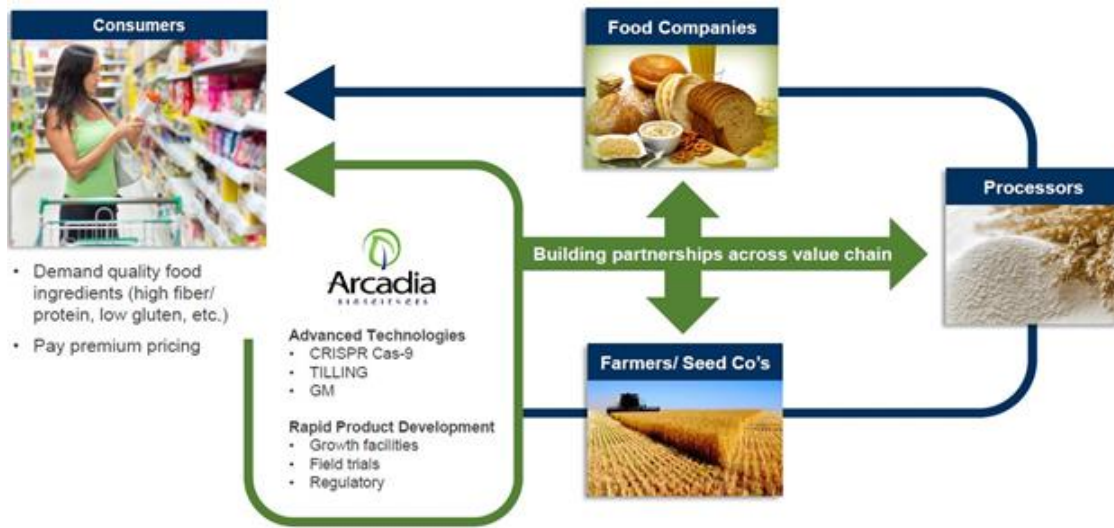 Consumers
Food Companies
Processors
Building partnerships across value chain
Farmers/ Seed Co's
• Demand quality food
ingredients (high fiber/
protein, low gluten, etc.)
• Pay premium pricing
Arcadia
BIOSCIENCES
Advanced Technologies
• CRISPR Cas-9
• TILLING
• GM
Rapid Product Development
• Growth facilities
• Field trials
• Regulatory